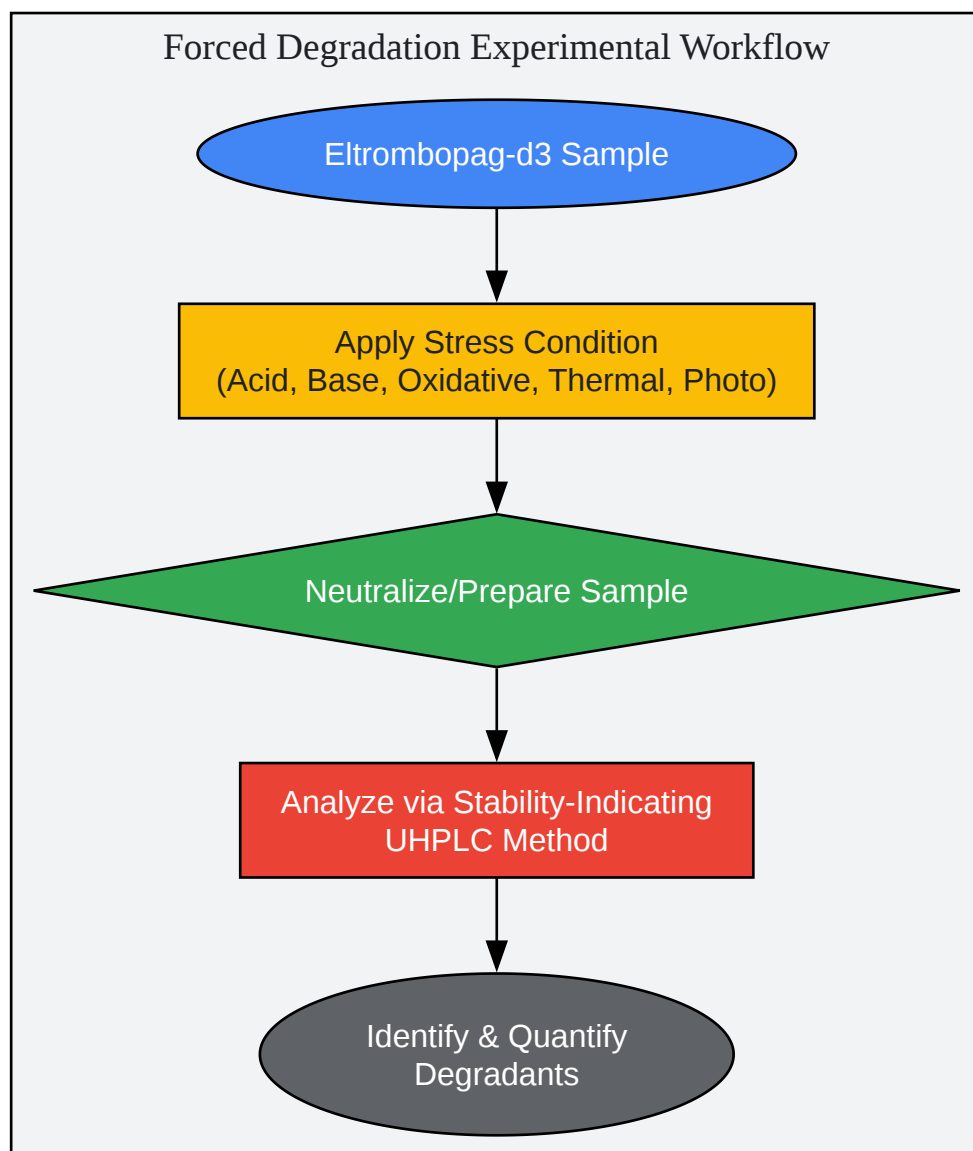 Forced Degradation Experimental Workflow
Eltrombopag-d3 Sample
Apply Stress Condition
(Acid, Base, Oxidative, Thermal, Photo)
Neutralize/Prepare Sample
Analyze via Stability-Indicating
UHPLC Method
Identify & Quantify
Degradants